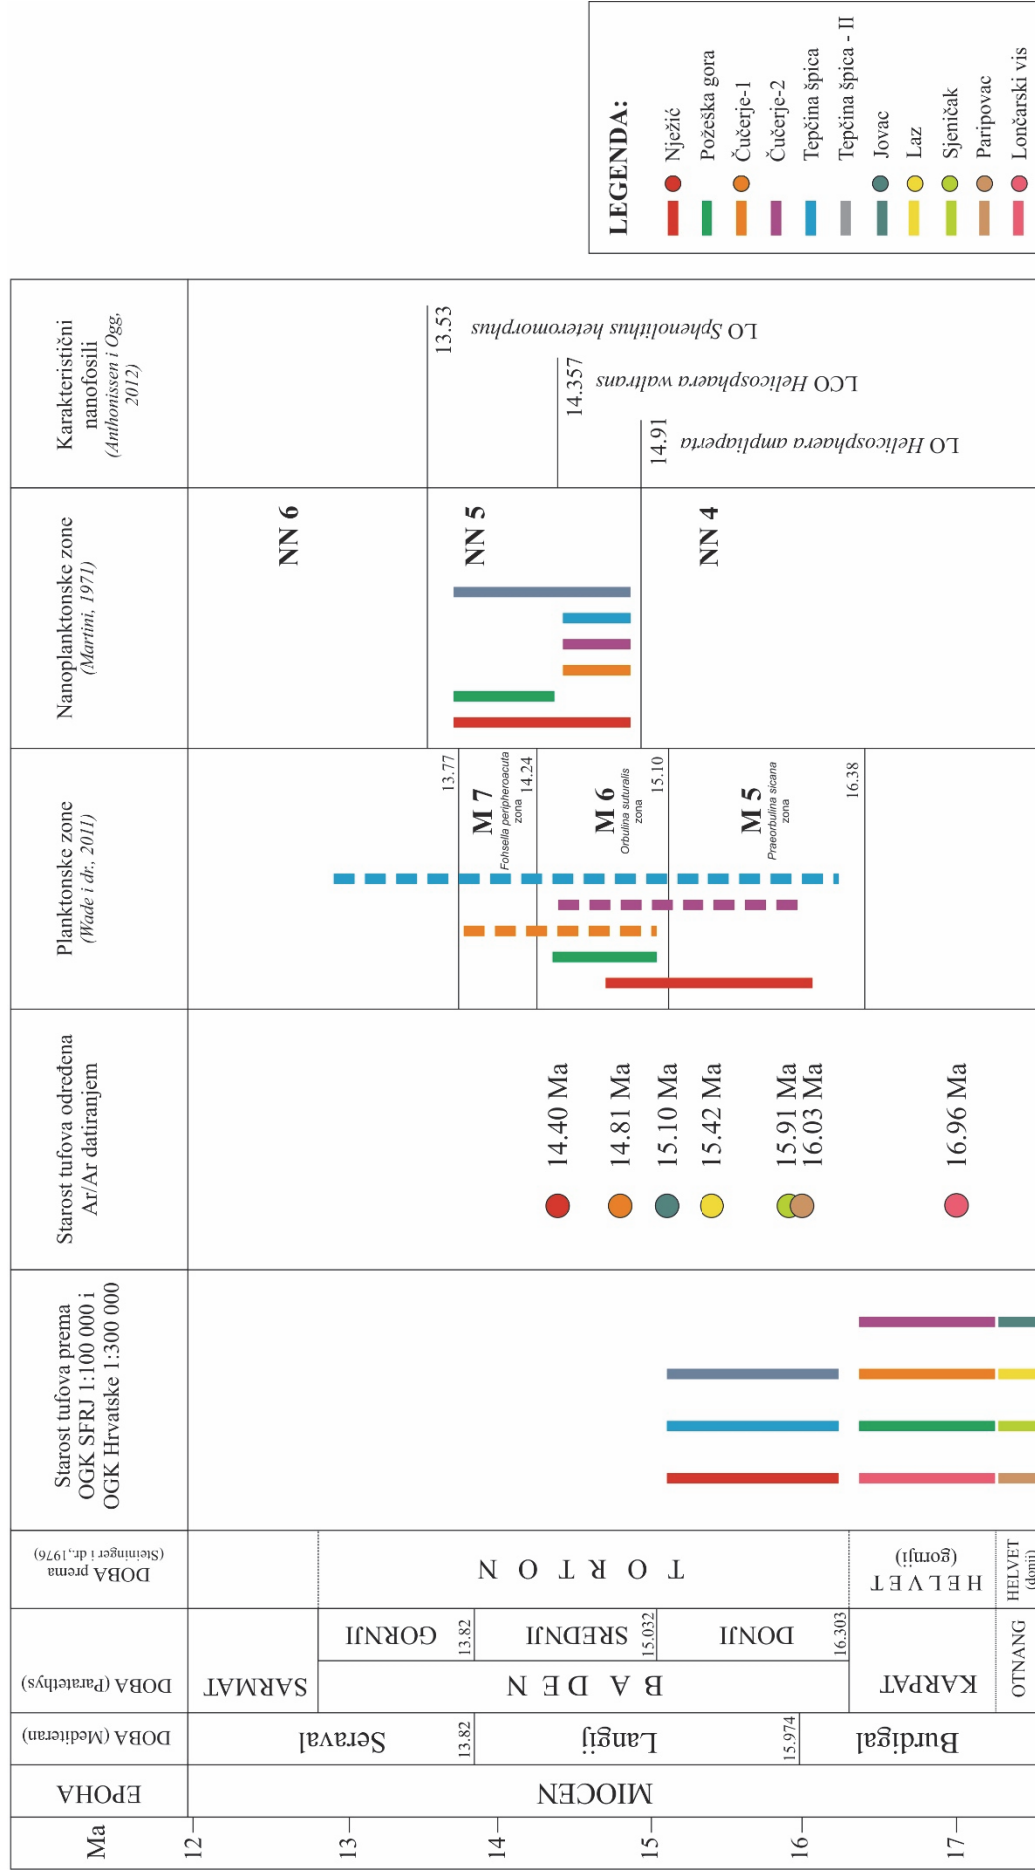 Ma
EPOHA
DOBA (Mediteran)
DOBA (Paratethys)
DOBA prema
(Steininger i dr.,1976)
Starost tufova prema
OGK SFRJ 1:100 000 i
OGK Hrvatske 1:300 000
Starost tufova određena
Ar/Ar datiranjem
Planktonske zone
(Wade i dr., 2011)
Nanoplanktonske zone
(Martini, 1971)
Karakteristični
nanofosili
(Anthonissen i Ogg,
2012)
12
13
14
15
16
17
MIOCEN
Seraval
13.82
Langij
15.974
Burdigal
SARMAT
BADEN
GORNJI
13.82
SREDNJI
15.032
DONJI
16.303
KARPAT
OTNANG
TORTON
HELVET
(gornji)
HELVET
(donji)
14.40 Ma
14.81 Ma
15.10 Ma
15.42 Ma
15.91 Ma
16.03 Ma
16.96 Ma
13.77
M 7
Fohsella peripheroacuta
zona
14.24
M 6
Orbulina suturalis
zona
15.10
M 5
Praeorbulina sicana
zona
16.38
NN 6
NN 5
NN 4
13.53
LO Sphenolithus heteromorphus
14.357
LCO Helicosphaera waltrans
14.91
LO Helicosphaera ampliaperta
LEGENDA:
Nježić
Požeška gora
Čučerje-1
Čučerje-2
Tepčina špica
Tepčina špica - II
Jovac
Laz
Sjeničak
Paripovac
Lončarski vis